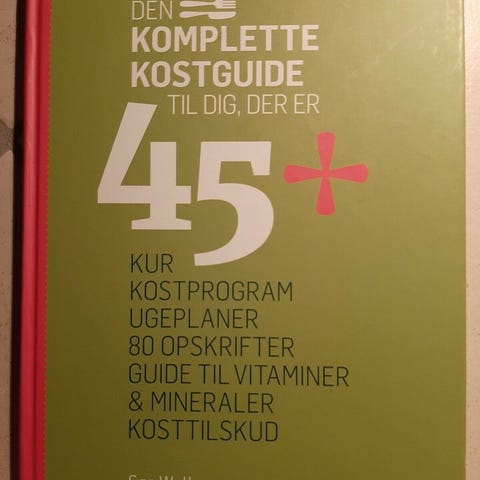 DEN
KOMPLETTE
KOSTGUIDE
TIL DIG, DER ER
45+
KUR
KOSTPROGRAM
UGEPLANER
80 OPSKRIFTER
GUIDE TIL VITAMINER
& MINERALER
KOSTTILSKUD